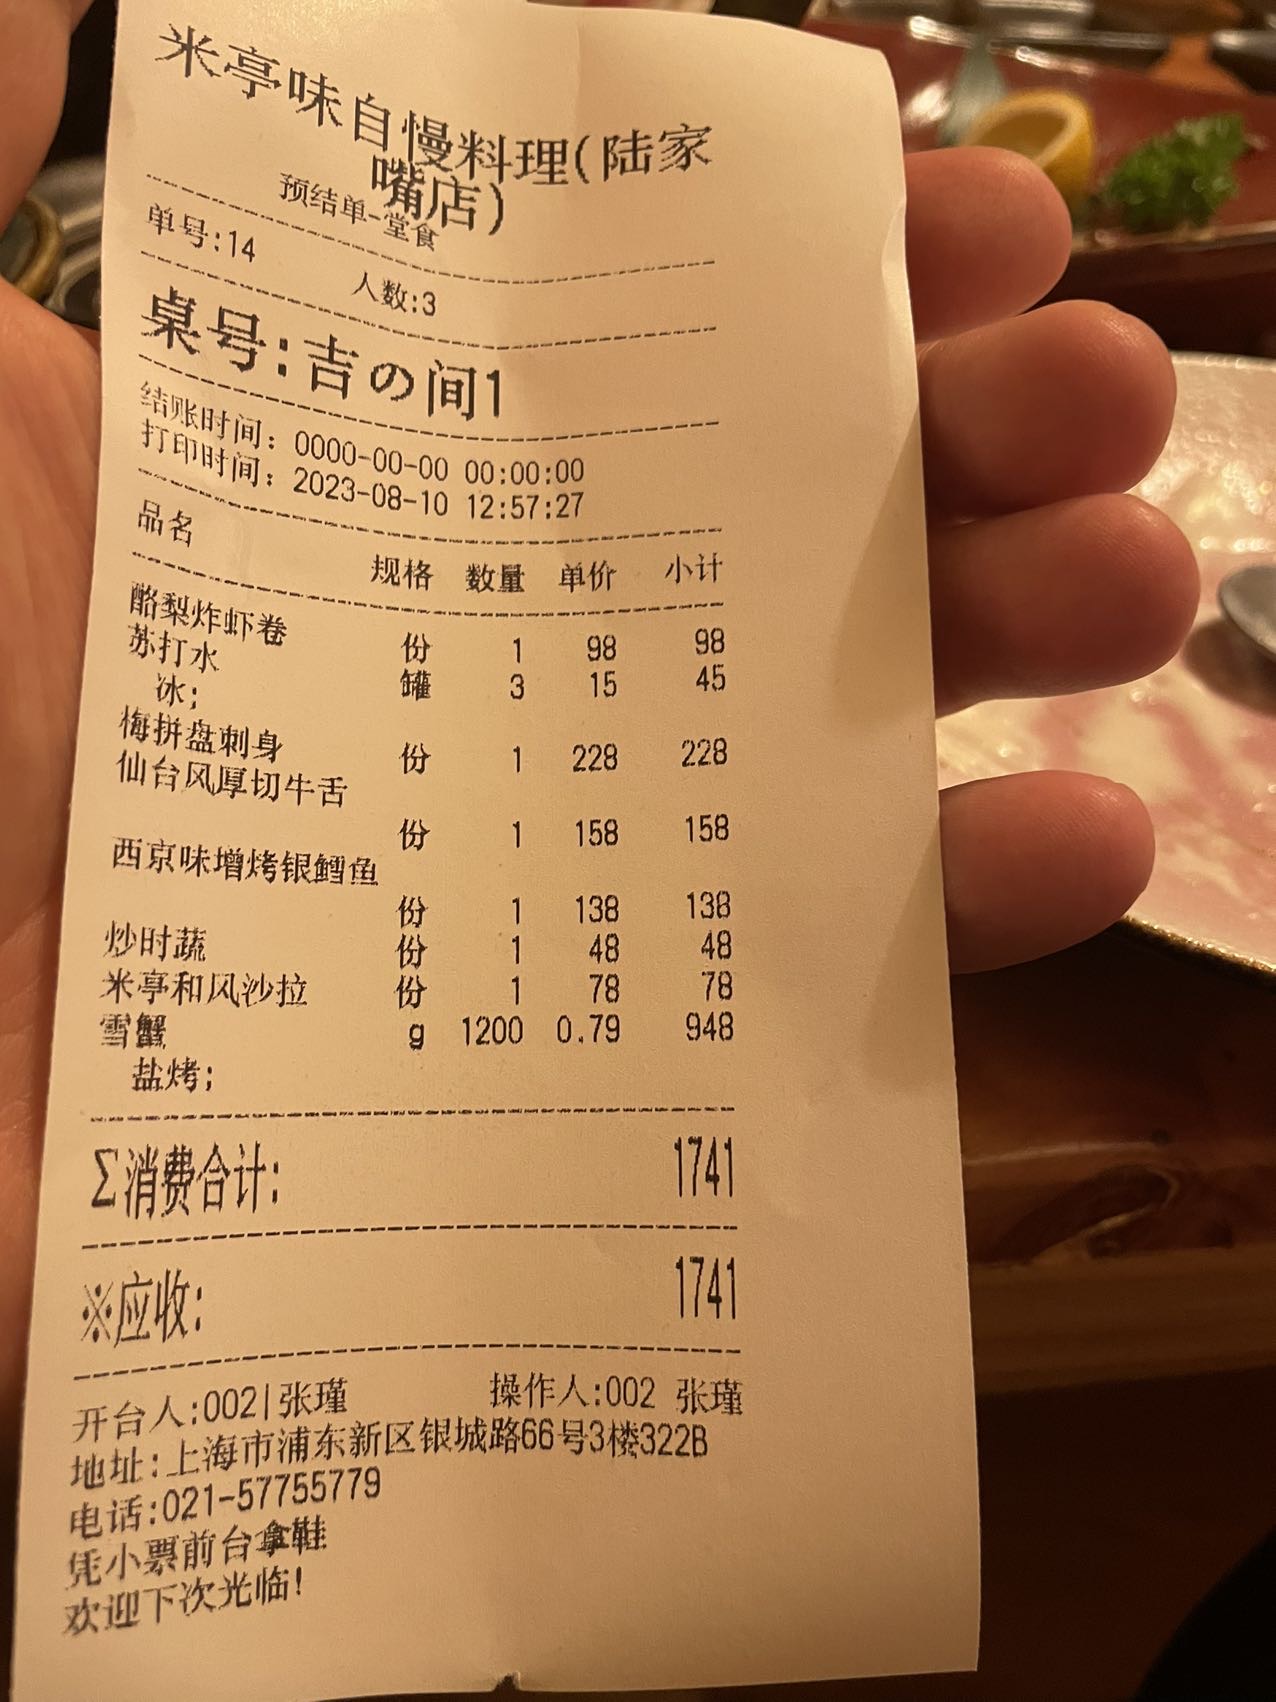 米亭味自慢料理(陆家
嘴店)
预结单-堂食
单号:14 人数:3
桌号:吉の间1
结账时间: 0000-00-00 00:00:00
打印时间: 2023-08-10 12:57:27
品名 规格 数量 单价 小计
酪梨炸虾卷 份 1 98 98
苏打水 罐 3 15 45
冰;
梅拼盘刺身 份 1 228 228
仙台风厚切牛舌
份 1 158 158
西京味增烤银鳕鱼
份 1 138 138
炒时蔬 份 1 48 48
米亭和风沙拉 份 1 78 78
雪蟹 g 1200 0.79 948
盐烤;
Σ消费合计: 1741
※应收: 1741
开台人:002|张瑾 操作人:002 张瑾
地址:上海市浦东新区银城路66号3楼322B
电话:021-57755779
凭小票前台拿鞋
欢迎下次光临!